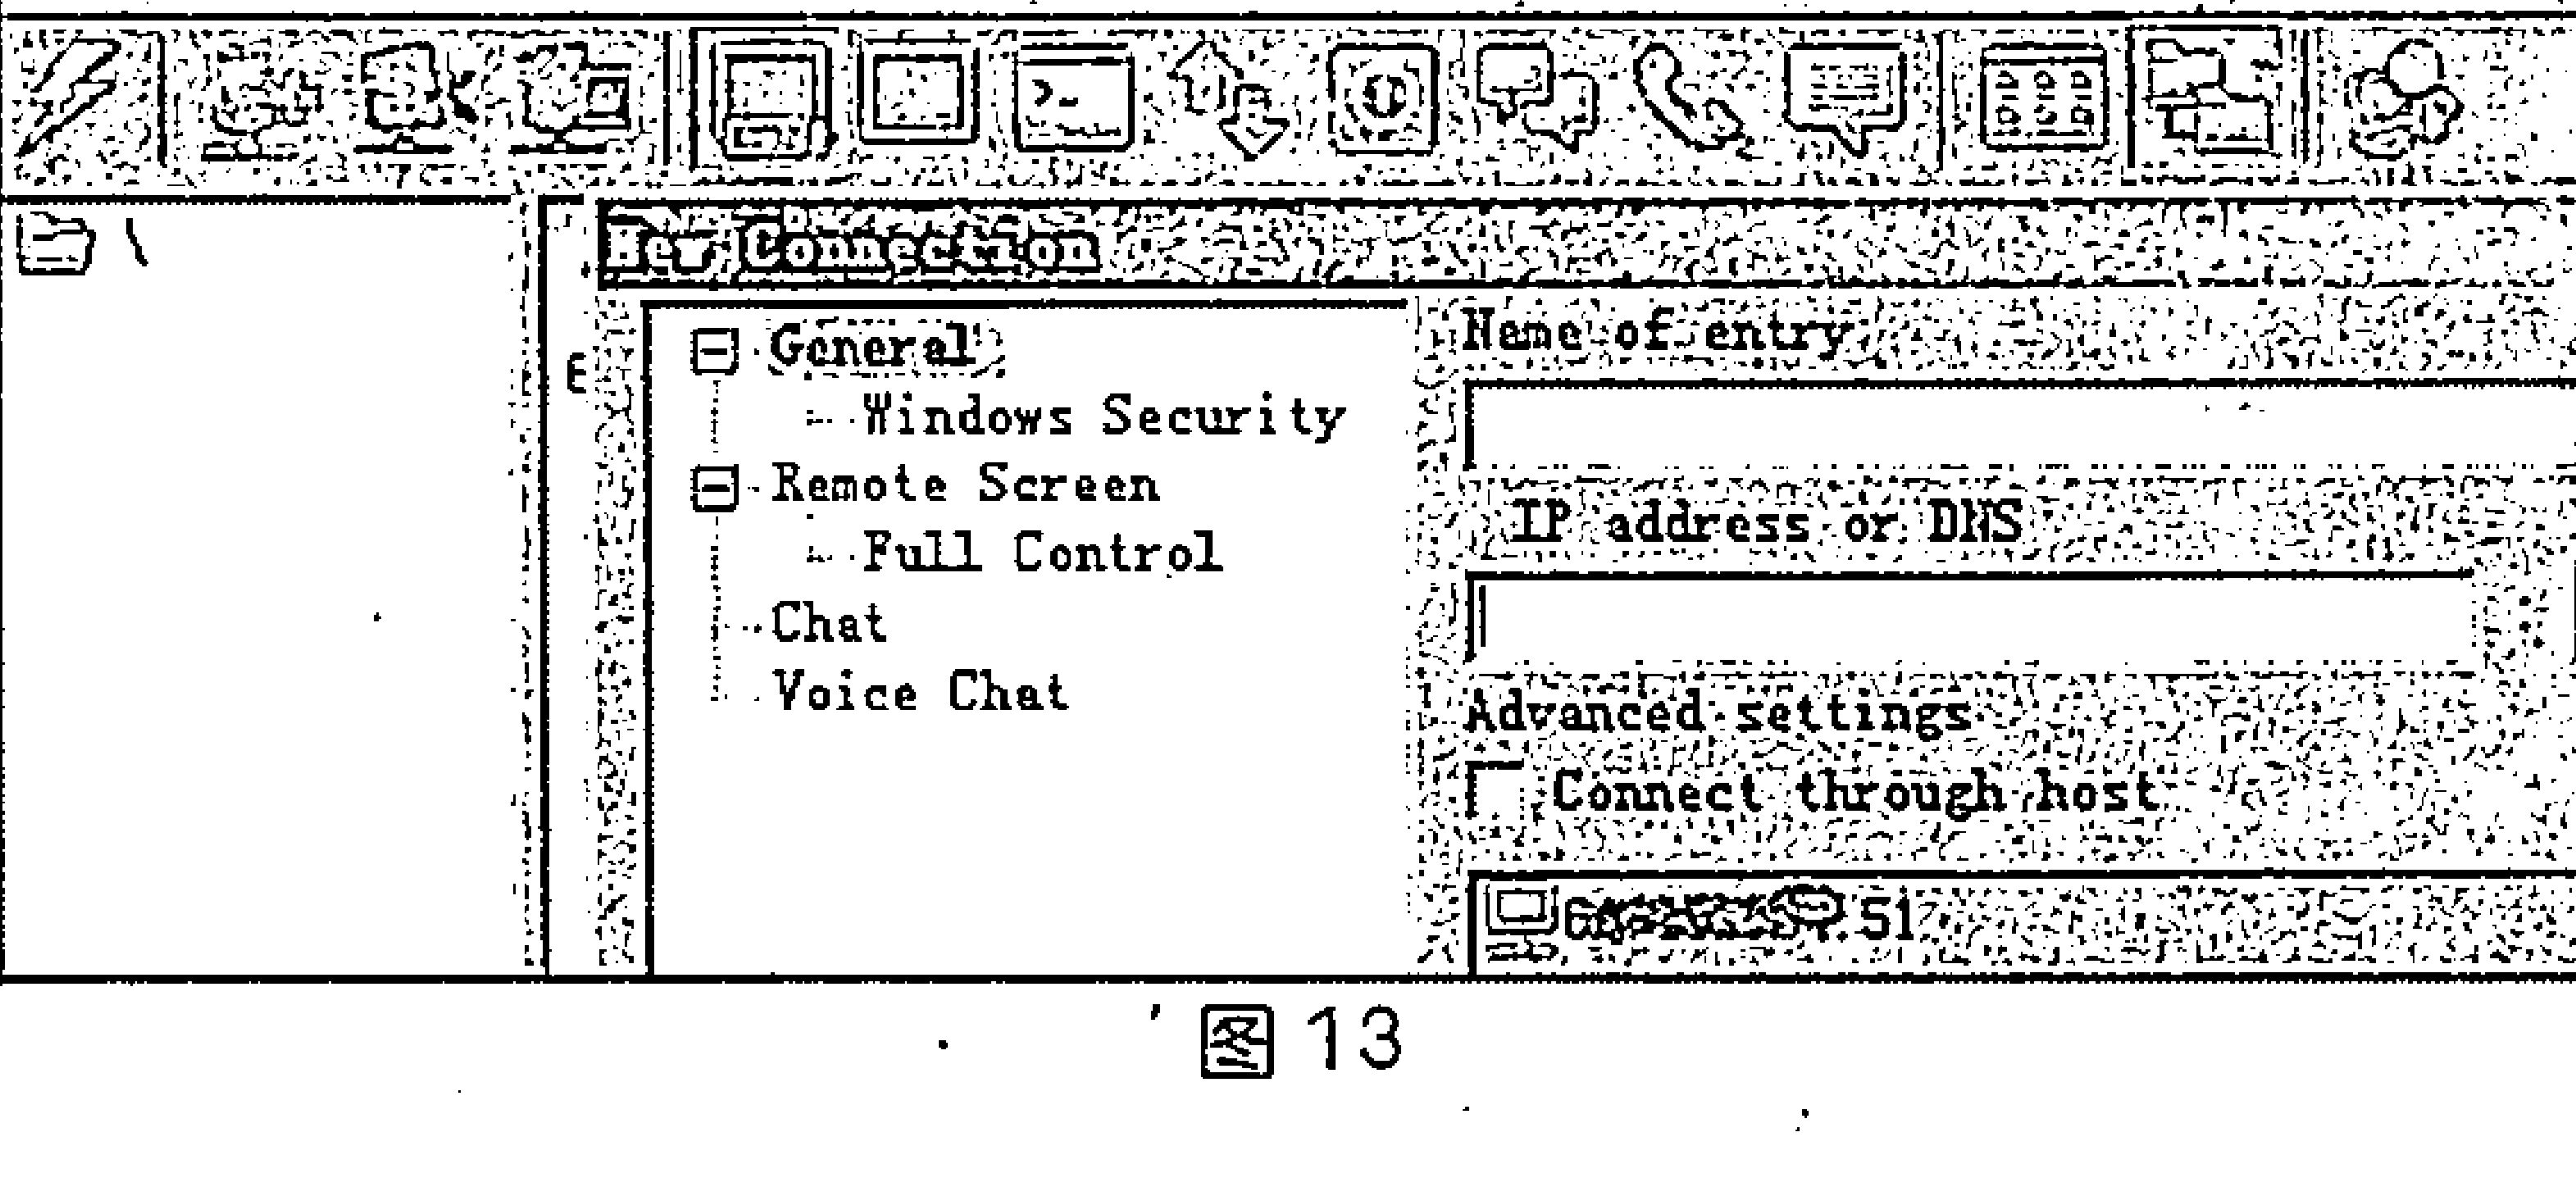 \
New Connection
General
Windows Security
Remote Screen
Full Control
Chat
Voice Chat
Name of entry
IP address or DNS
Advanced settings
Connect through host
.51
图 13